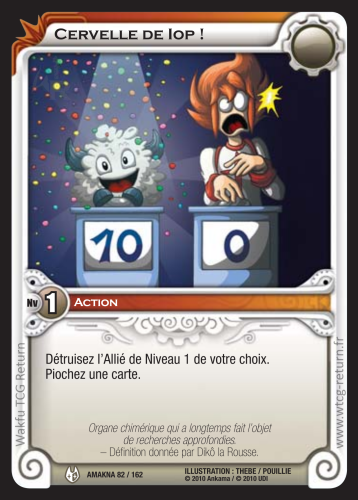 Cervelle de Iop !
10
0
Nv 1 Action
Détruisez l'Allié de Niveau 1 de votre choix.
Piochez une carte.
Organe chimérique qui a longtemps fait l'objet
de recherches approfondies.
– Définition donnée par Dikô la Rousse.
Wakfu TCG Return
www.wtcg-return.fr
AMAKNA 82 / 162
ILLUSTRATION : THEBE / POUILLIE
© 2010 Ankama / © 2010 UDI